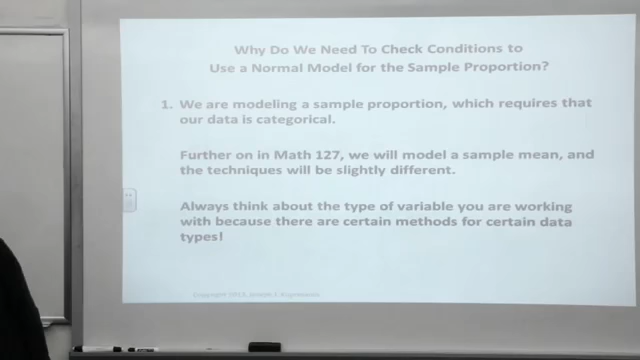 Why Do We Need To Check Conditions to
Use a Normal Model for the Sample Proportion?
1. We are modeling a sample proportion, which requires that
our data is categorical.
Further on in Math 127, we will model a sample mean, and
the techniques will be slightly different.
Always think about the type of variable you are working
with because there are certain methods for certain data
types!
Copyright 2013, Joseph F.